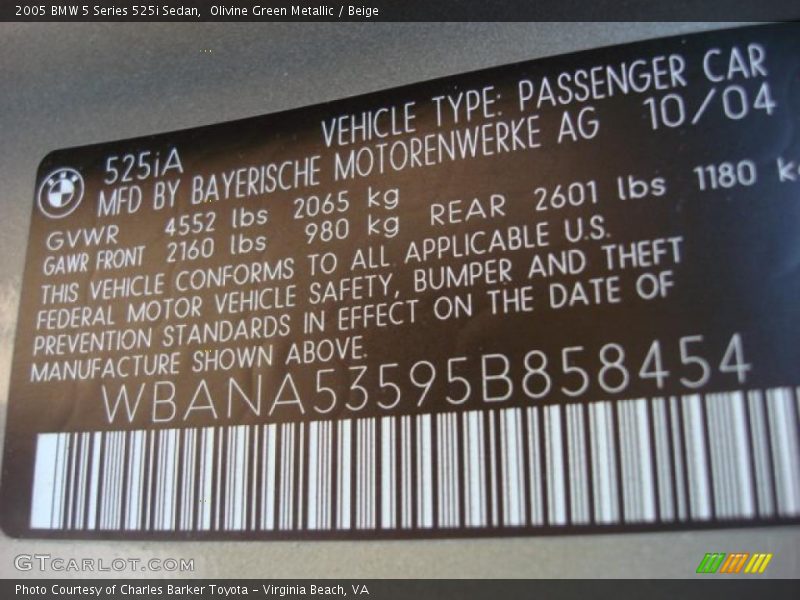 2005 BMW 5 Series 525i Sedan,  Olivine Green Metallic / Beige
525iA VEHICLE TYPE: PASSENGER CAR
MFD BY BAYERISCHE MOTORENWERKE AG 10/04
GVWR 4552 lbs 2065 kg
GAWR FRONT 2160 lbs 980 kg REAR 2601 lbs 1180 k
THIS VEHICLE CONFORMS TO ALL APPLICABLE U.S.
FEDERAL MOTOR VEHICLE SAFETY, BUMPER AND THEFT
PREVENTION STANDARDS IN EFFECT ON THE DATE OF
MANUFACTURE SHOWN ABOVE.
WBANA53595B858454
GTCARLOT.COM
Photo Courtesy of Charles Barker Toyota - Virginia Beach, VA